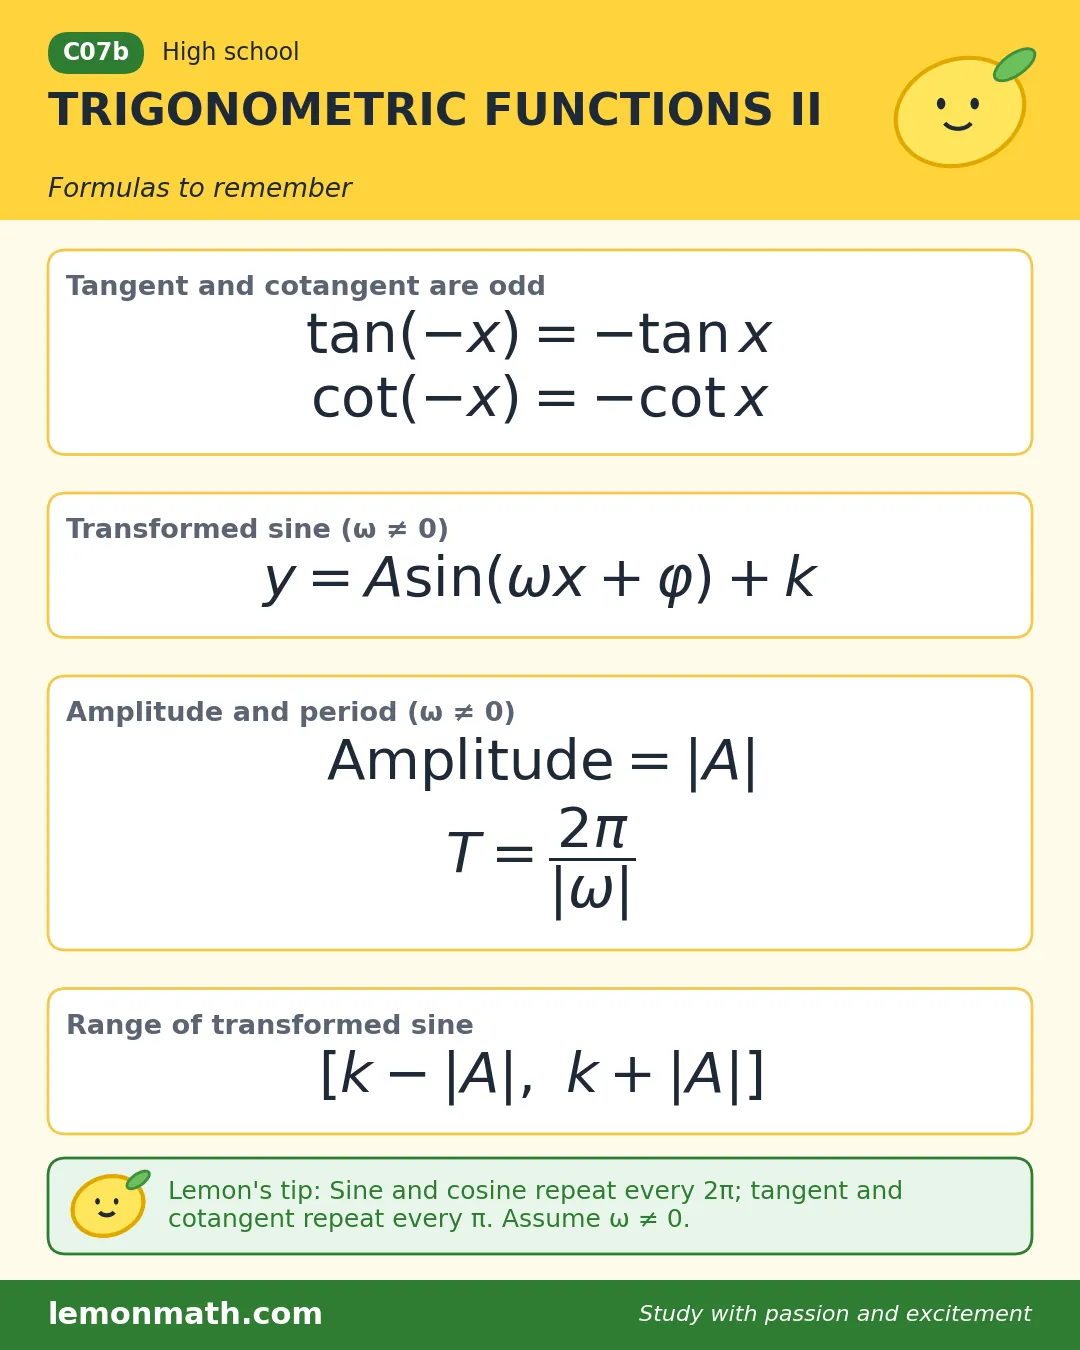 C07b High school
TRIGONOMETRIC FUNCTIONS II
Formulas to remember
Tangent and cotangent are odd
tan(−x) = −tan x
cot(−x) = −cot x
Transformed sine (ω ≠ 0)
y = A sin(ωx + φ) + k
Amplitude and period (ω ≠ 0)
Amplitude = |A|
T = 2π/|ω|
Range of transformed sine
[k − |A|, k + |A|]
Lemon's tip: Sine and cosine repeat every 2π; tangent and
cotangent repeat every π. Assume ω ≠ 0.
lemonmath.com
Study with passion and excitement